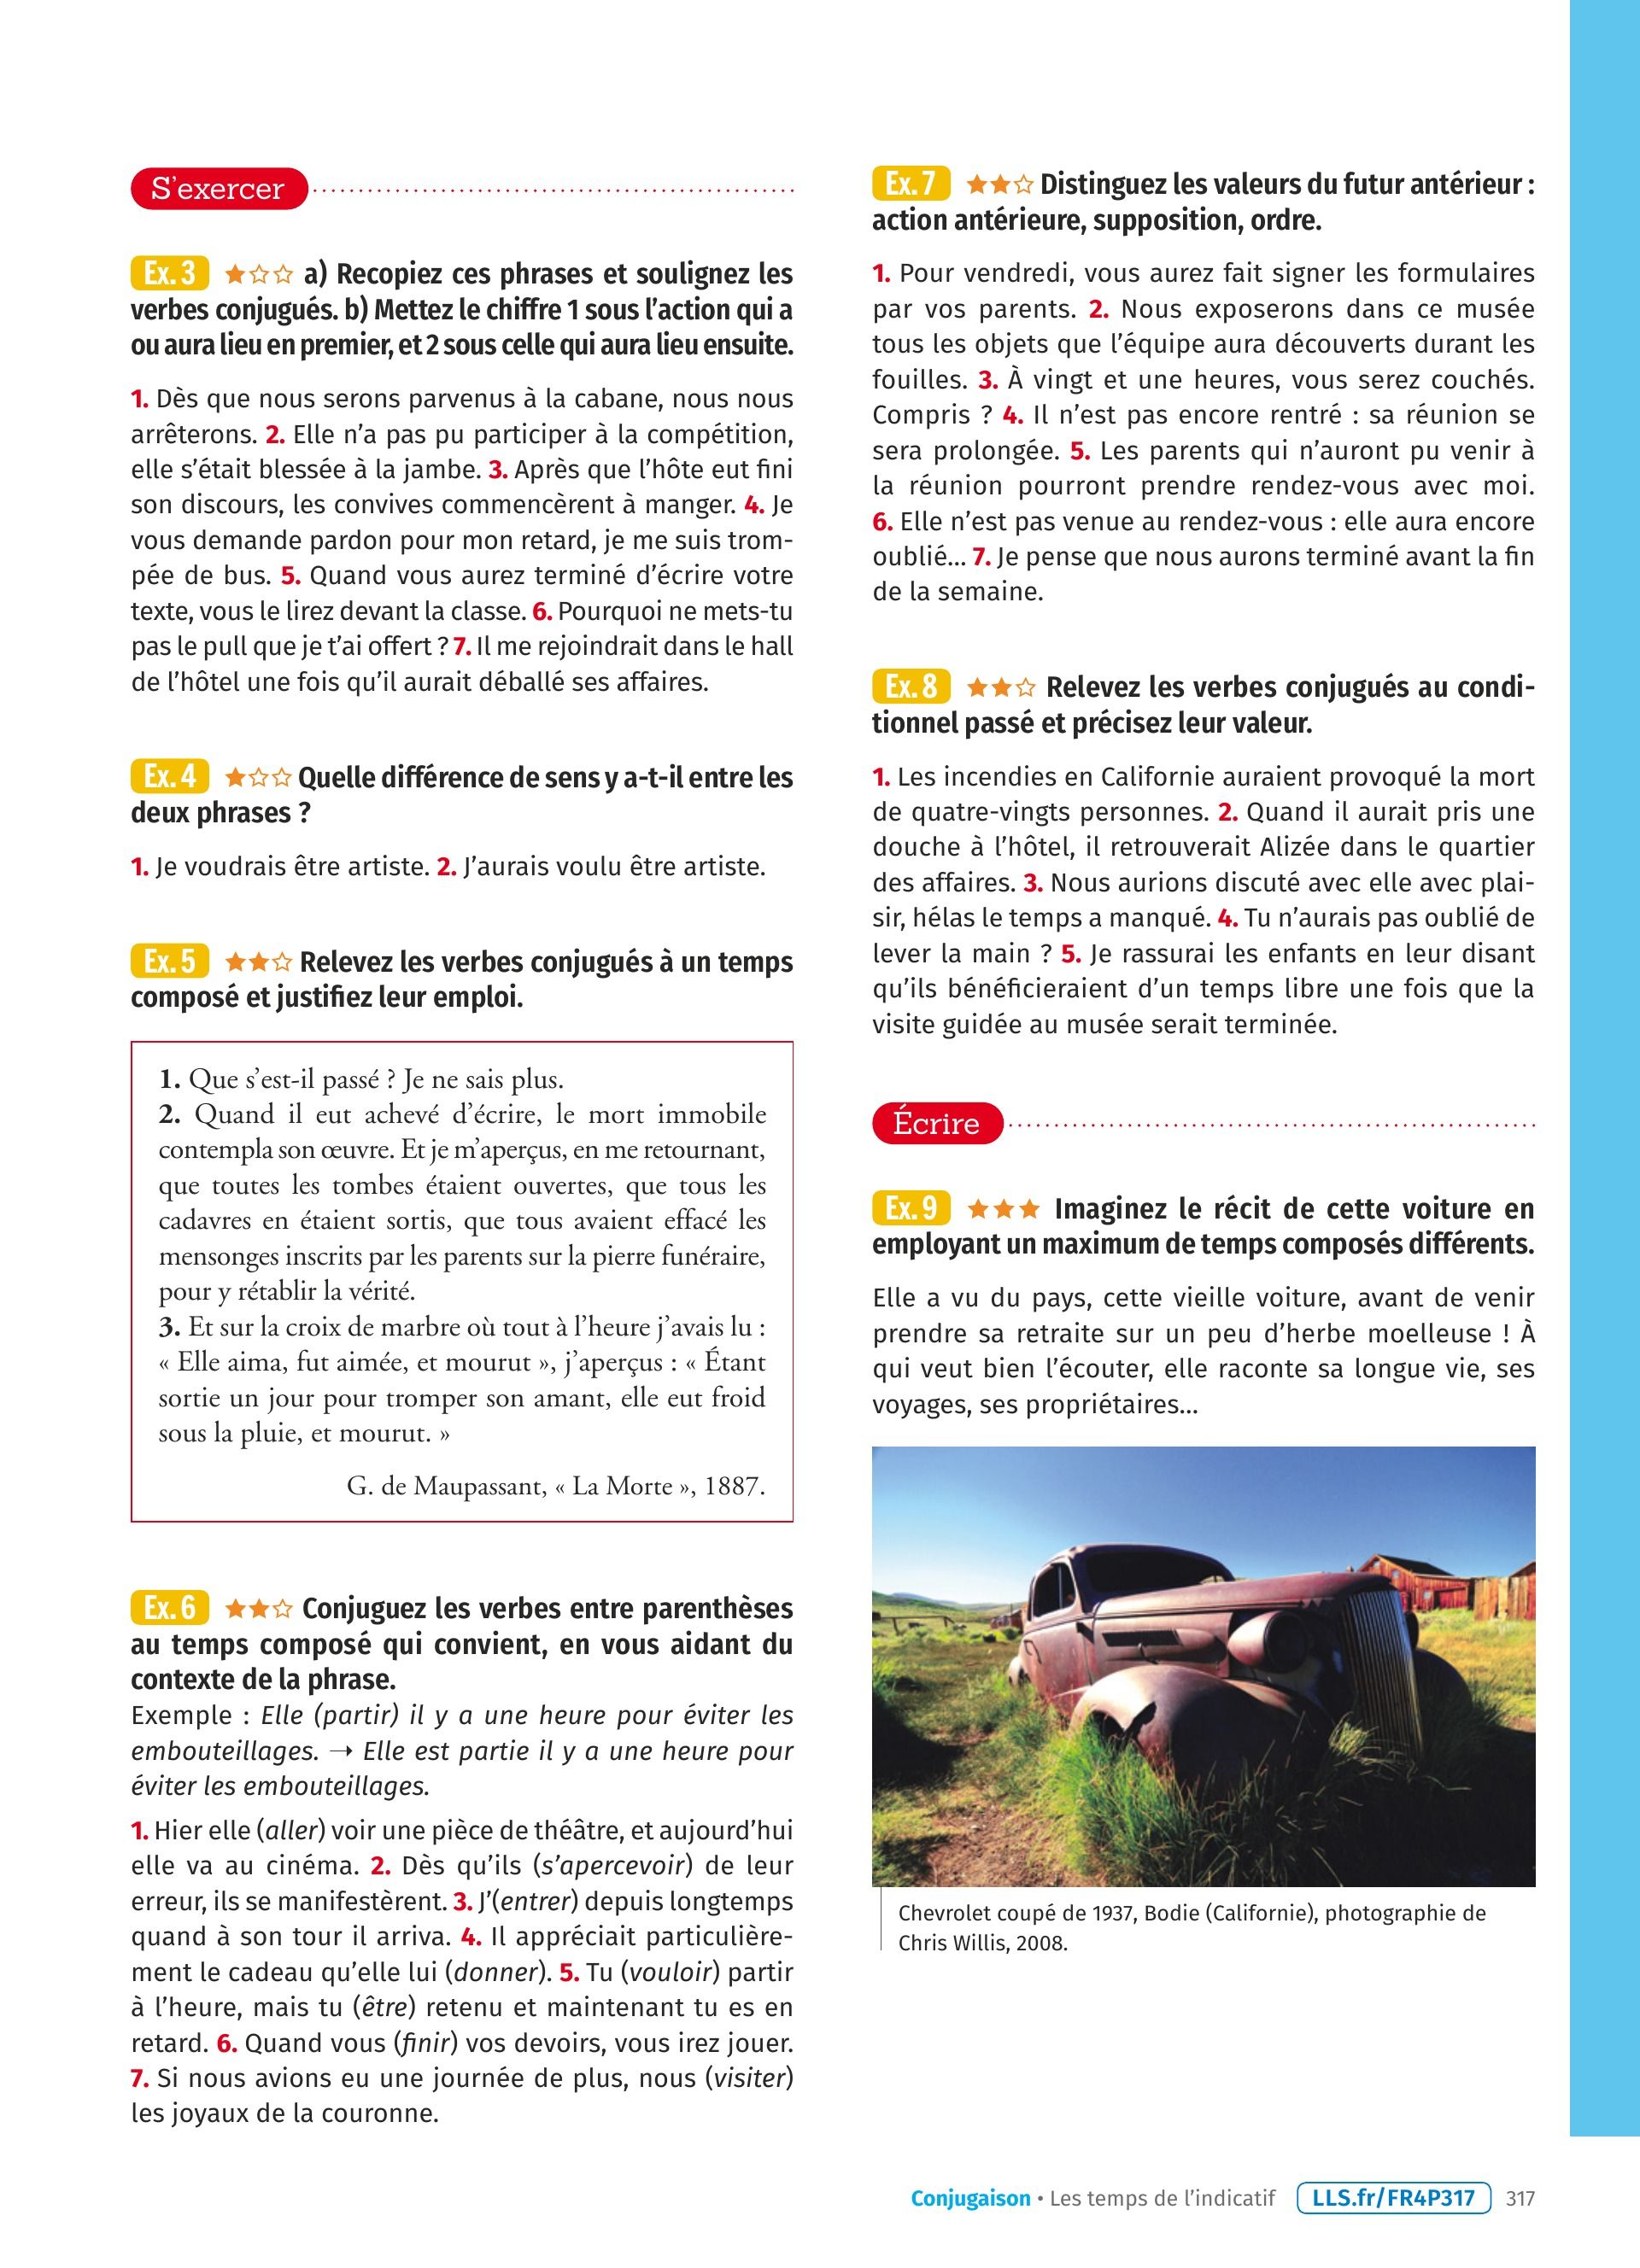 S'exercer
Ex. 3 ★☆☆ a) Recopiez ces phrases et soulignez les
verbes conjugués. b) Mettez le chiffre 1 sous l'action qui a
ou aura lieu en premier, et 2 sous celle qui aura lieu ensuite.
1. Dès que nous serons parvenus à la cabane, nous nous
arrêterons. 2. Elle n'a pas pu participer à la compétition,
elle s'était blessée à la jambe. 3. Après que l'hôte eut fini
son discours, les convives commencèrent à manger. 4. Je
vous demande pardon pour mon retard, je me suis trom-
pée de bus. 5. Quand vous aurez terminé d'écrire votre
texte, vous le lirez devant la classe. 6. Pourquoi ne mets-tu
pas le pull que je t'ai offert ? 7. Il me rejoindrait dans le hall
de l'hôtel une fois qu'il aurait déballé ses affaires.
Ex. 4 ★☆☆ Quelle différence de sens y a-t-il entre les
deux phrases ?
1. Je voudrais être artiste. 2. J'aurais voulu être artiste.
Ex. 5 ★★☆ Relevez les verbes conjugués à un temps
composé et justifiez leur emploi.
1. Que s'est-il passé ? Je ne sais plus.
2. Quand il eut achevé d'écrire, le mort immobile
contempla son œuvre. Et je m'aperçus, en me retournant,
que toutes les tombes étaient ouvertes, que tous les
cadavres en étaient sortis, que tous avaient effacé les
mensonges inscrits par les parents sur la pierre funéraire,
pour y rétablir la vérité.
3. Et sur la croix de marbre où tout à l'heure j'avais lu :
« Elle aima, fut aimée, et mourut », j'aperçus : « Étant
sortie un jour pour tromper son amant, elle eut froid
sous la pluie, et mourut. »
G. de Maupassant, « La Morte », 1887.
Ex. 6 ★★☆ Conjuguez les verbes entre parenthèses
au temps composé qui convient, en vous aidant du
contexte de la phrase.
Exemple : Elle (partir) il y a une heure pour éviter les
embouteillages. → Elle est partie il y a une heure pour
éviter les embouteillages.
1. Hier elle (aller) voir une pièce de théâtre, et aujourd'hui
elle va au cinéma. 2. Dès qu'ils (s'apercevoir) de leur
erreur, ils se manifestèrent. 3. J'(entrer) depuis longtemps
quand à son tour il arriva. 4. Il appréciait particulière-
ment le cadeau qu'elle lui (donner). 5. Tu (vouloir) partir
à l'heure, mais tu (être) retenu et maintenant tu es en
retard. 6. Quand vous (finir) vos devoirs, vous irez jouer.
7. Si nous avions eu une journée de plus, nous (visiter)
les joyaux de la couronne.
Ex. 7 ★★☆ Distinguez les valeurs du futur antérieur :
action antérieure, supposition, ordre.
1. Pour vendredi, vous aurez fait signer les formulaires
par vos parents. 2. Nous exposerons dans ce musée
tous les objets que l'équipe aura découverts durant les
fouilles. 3. À vingt et une heures, vous serez couchés.
Compris ? 4. Il n'est pas encore rentré : sa réunion se
sera prolongée. 5. Les parents qui n'auront pu venir à
la réunion pourront prendre rendez-vous avec moi.
6. Elle n'est pas venue au rendez-vous : elle aura encore
oublié... 7. Je pense que nous aurons terminé avant la fin
de la semaine.
Ex. 8 ★★☆ Relevez les verbes conjugués au condi-
tionnel passé et précisez leur valeur.
1. Les incendies en Californie auraient provoqué la mort
de quatre-vingts personnes. 2. Quand il aurait pris une
douche à l'hôtel, il retrouverait Alizée dans le quartier
des affaires. 3. Nous aurions discuté avec elle avec plai-
sir, hélas le temps a manqué. 4. Tu n'aurais pas oublié de
lever la main ? 5. Je rassurai les enfants en leur disant
qu'ils bénéficieraient d'un temps libre une fois que la
visite guidée au musée serait terminée.
Écrire
Ex. 9 ★★★ Imaginez le récit de cette voiture en
employant un maximum de temps composés différents.
Elle a vu du pays, cette vieille voiture, avant de venir
prendre sa retraite sur un peu d'herbe moelleuse ! À
qui veut bien l'écouter, elle raconte sa longue vie, ses
voyages, ses propriétaires...
Chevrolet coupé de 1937, Bodie (Californie), photographie de
Chris Willis, 2008.
Conjugaison • Les temps de l'indicatif LLS.fr/FR4P317 317